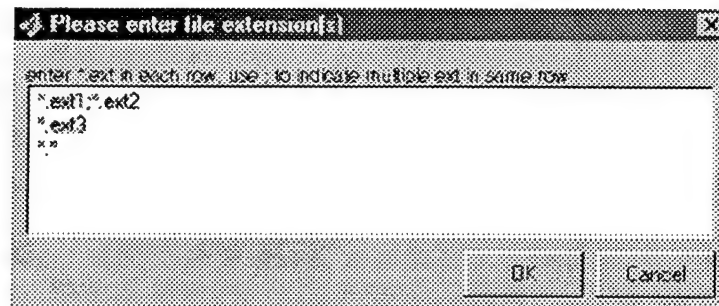 Please enter file extension(s)
enter *.ext in each row, use ; to indicate multiple ext in same row
*.ext1;*.ext2
*.ext3
*.*
OK
Cancel